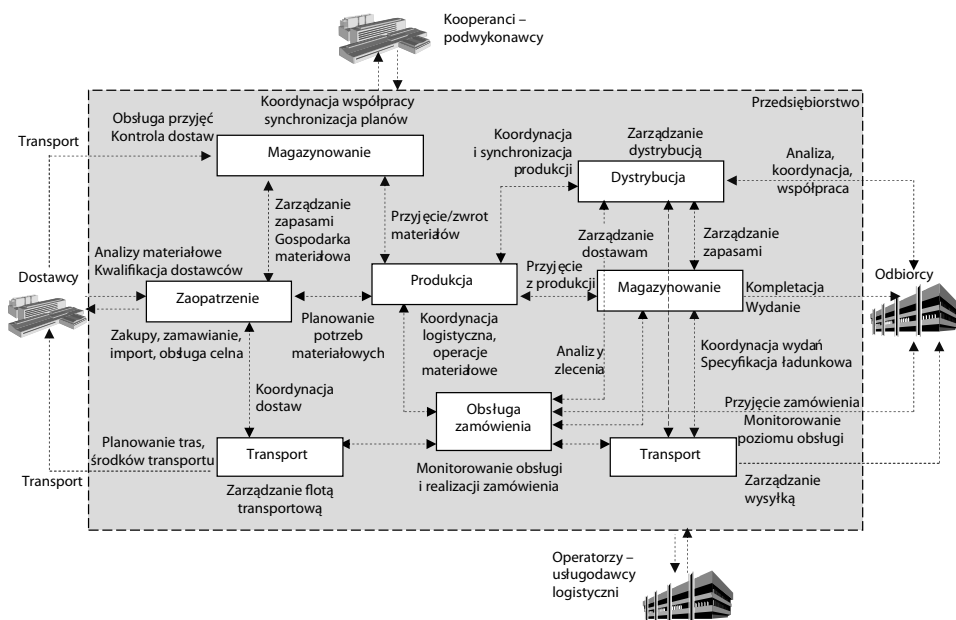 Kooperanci –
podwykonawcy
Przedsiębiorstwo
Koordynacja współpracy
synchronizacja planów
Obsługa przyjęć
Kontrola dostaw
Transport
Magazynowanie
Koordynacja
i synchronizacja
produkcji
Zarządzanie
dystrybucją
Dystrybucja
Analiza,
koordynacja,
współpraca
Zarządzanie
zapasami
Gospodarka
materiałowa
Przyjęcie/zwrot
materiałów
Zarządzanie
dostawam
Zarządzanie
zapasami
Analizy materiałowe
Kwalifikacja dostawców
Dostawcy
Zaopatrzenie
Produkcja
Przyjęcie
z produkcji
Magazynowanie
Kompletacja
Wydanie
Odbiorcy
Zakupy, zamawianie,
import, obsługa celna
Planowanie
potrzeb
materiałowych
Koordynacja
logistyczna,
operacje
materiałowe
Analizy
zlecenia
Koordynacja wydań
Specyfikacja ładunkowa
Koordynacja
dostaw
Obsługa
zamówienia
Przyjęcie zamówienia
Monitorowanie
poziomu obsługi
Planowanie tras,
środków transportu
Transport
Transport
Transport
Zarządzanie flotą
transportową
Monitorowanie obsługi
i realizacji zamówienia
Zarządzanie
wysyłką
Operatorzy –
usługodawcy
logistyczni